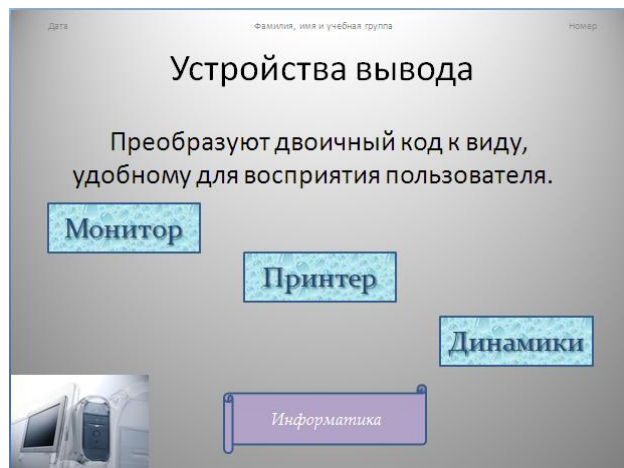 Дата Фамилия, имя и учебная группа Номер
Устройства вывода
Преобразуют двоичный код к виду,
удобному для восприятия пользователя.
Монитор
Принтер
Динамики
Информатика